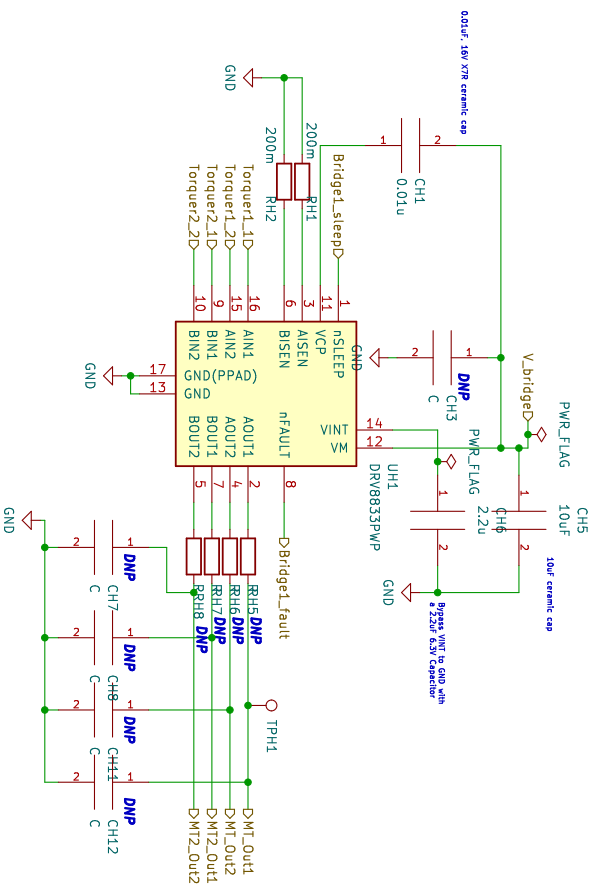 0.01uF, 16V X7R ceramic cap
GND
200m
200m
RH2
RH1
1
2
CH1
0.01u
Bridge1_sleep
Torquer2_2
Torquer2_1
Torquer1_2
Torquer1_1
10
9
15
16
6
3
11
1
BIN2
BIN1
AIN2
AIN1
BISEN
AISEN
VCP
nSLEEP
GND
2
1
DNP
CH3
C
V_bridge
PWR_FLAG
17
GND(PPAD)
13
GND
GND
VINT
14
VM
12
BOUT2
BOUT1
AOUT2
AOUT1
nFAULT
5
7
4
2
8
UH1
DRV8833PWP
PWR_FLAG
1
2
CH6
2.2u
1
2
CH5
10uF
10uF ceramic cap
GND
Bypass VINT to GND with
a 2.2uF 6.3V Capacitor
GND
2
1
DNP
CH7
C
R
RH8
DNP
RH7
DNP
RH6
DNP
RH5
DNP
Bridge1_fault
2
1
DNP
CH8
C
2
1
DNP
CH11
C
2
1
DNP
CH12
C
TPH1
MT2_Out2
MT2_Out1
MT_Out2
MT_Out1